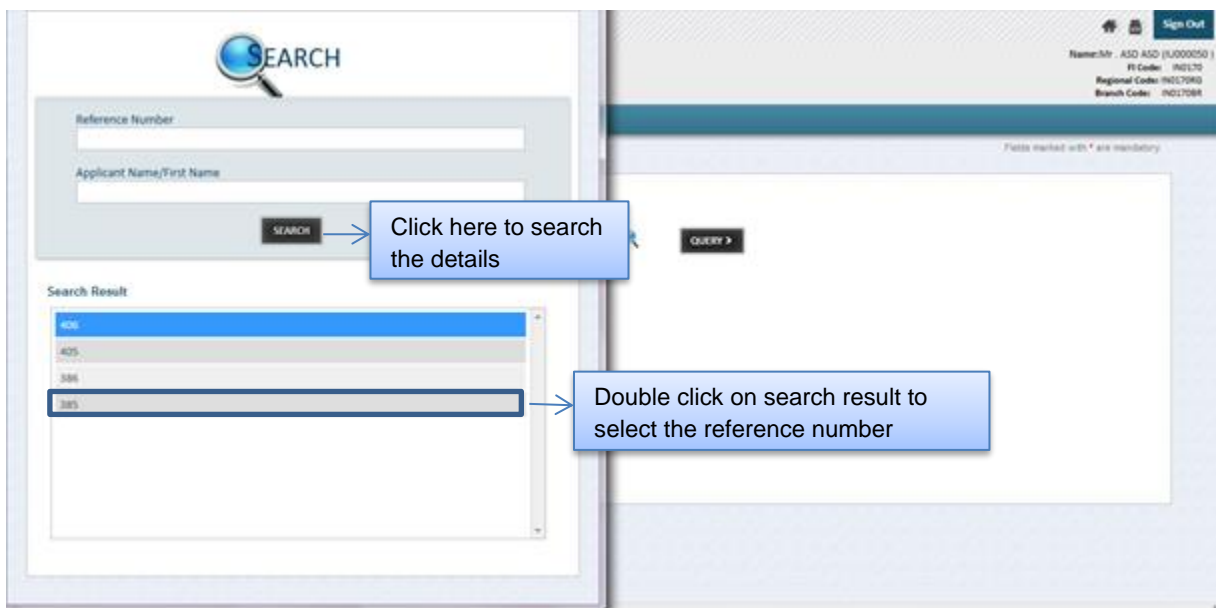 SEARCH
Reference Number
Applicant Name/First Name
SEARCH
Click here to search
the details
Search Result
406
405
386
385
Double click on search result to
select the reference number
Sign Out
Name:Mr . ASD ASD (IU000050 )
FI Code: IN0170
Regional Code: IN0170RG
Branch Code: IN0170BR
Fields marked with * are mandatory
QUERY >